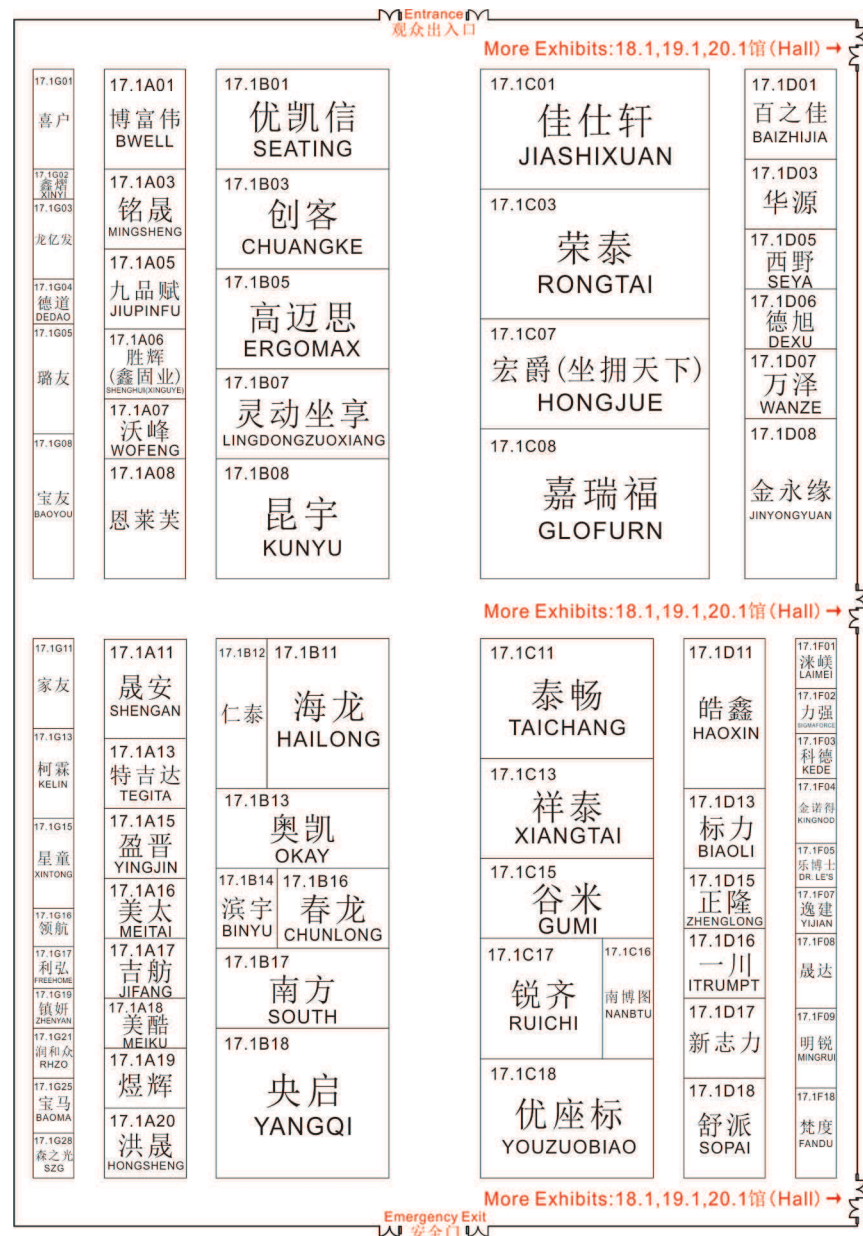 Entrance
观众出入口
More Exhibits:18.1,19.1,20.1馆(Hall)→
17.1G01
喜户
17.1G02
鑫熠
XINYI
17.1G03
龙亿发
17.1G04
德道
DEDAO
17.1G05
璐友
17.1G08
宝友
BAOYOU
17.1A01
博富伟
BWELL
17.1A03
铭晟
MINGSHENG
17.1A05
九品赋
JIUPINFU
17.1A06
胜辉
(鑫固业)
SHENGHUI(XINGUYE)
17.1A07
沃峰
WOFENG
17.1A08
恩莱芙
17.1B01
优凯信
SEATING
17.1B03
创客
CHUANGKE
17.1B05
高迈思
ERGOMAX
17.1B07
灵动坐享
LINGDONGZUOXIANG
17.1B08
昆宇
KUNYU
17.1C01
佳仕轩
JIASHIXUAN
17.1C03
荣泰
RONGTAI
17.1C07
宏爵(坐拥天下)
HONGJUE
17.1C08
嘉瑞福
GLOFURN
17.1D01
百之佳
BAIZHIJIA
17.1D03
华源
17.1D05
西野
SEYA
17.1D06
德旭
DEXU
17.1D07
万泽
WANZE
17.1D08
金永缘
JINYONGYUAN
More Exhibits:18.1,19.1,20.1馆(Hall)→
17.1G11
家友
17.1G13
柯霖
KELIN
17.1G15
星童
XINTONG
17.1G16
领航
17.1G17
利弘
FREEHOME
17.1G19
镇妍
ZHENYAN
17.1G21
润和众
RHZO
17.1G25
宝马
BAOMA
17.1G28
森之光
SZG
17.1A11
晟安
SHENGAN
17.1A13
特吉达
TEGITA
17.1A15
盈晋
YINGJIN
17.1A16
美太
MEITAI
17.1A17
吉舫
JIFANG
17.1A18
美酷
MEIKU
17.1A19
煜辉
17.1A20
洪晟
HONGSHENG
17.1B12
仁泰
17.1B11
海龙
HAILONG
17.1B13
奥凯
OKAY
17.1B14
滨宇
BINYU
17.1B16
春龙
CHUNLONG
17.1B17
南方
SOUTH
17.1B18
央启
YANGQI
17.1C11
泰畅
TAICHANG
17.1C13
祥泰
XIANGTAI
17.1C15
谷米
GUMI
17.1C17
锐齐
RUICHI
17.1C16
南博图
NANBTU
17.1C18
优座标
YOUZUOBIAO
17.1D11
皓鑫
HAOXIN
17.1D13
标力
BIAOLI
17.1D15
正隆
ZHENGLONG
17.1D16
一川
ITRUMPT
17.1D17
新志力
17.1D18
舒派
SOPAI
17.1F01
涞嵄
LAIMEI
17.1F02
力强
SIGMAFORCE
17.1F03
科德
KEDE
17.1F04
金诺得
KINGNOD
17.1F05
乐博士
DR. LE'S
17.1F07
逸建
YIJIAN
17.1F08
晟达
17.1F09
明锐
MINGRUI
17.1F18
梵度
FANDU
More Exhibits:18.1,19.1,20.1馆(Hall)→
Emergency Exit
安全门